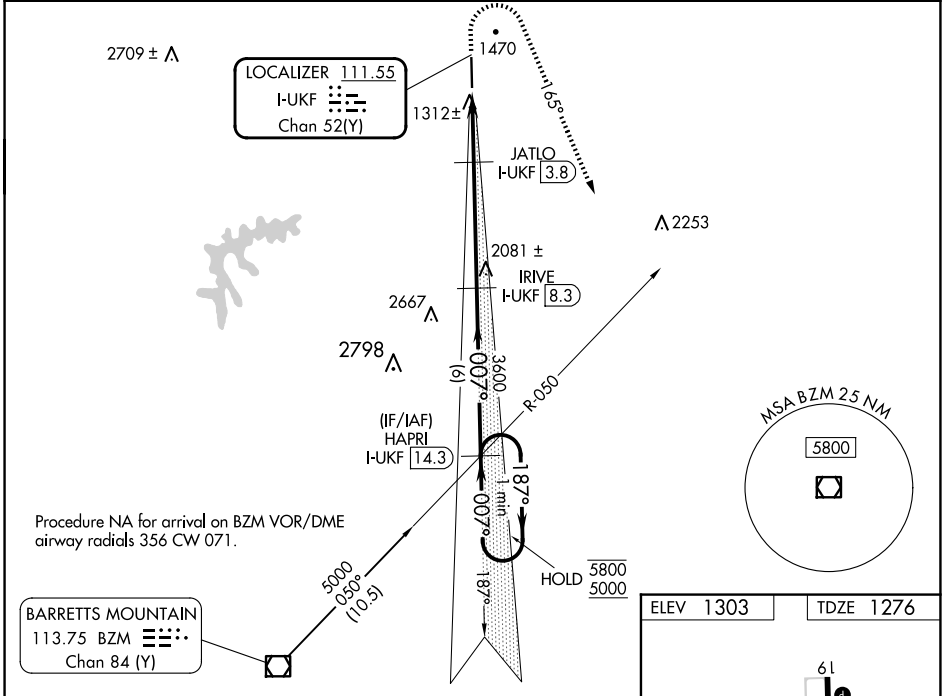 2709 ±
1470
LOCALIZER 111.55
I-UKF
Chan 52(Y)
1312±
165°
JATLO
I-UKF 3.8
2253
2081 ±
IRIVE
I-UKF 8.3
2667
2798
007°
(6)
3600
R-050
MSA BZM 25 NM
5800
(IF/IAF)
HAPRI
I-UKF 14.3
187°
1 min
007°
187°
HOLD 5800
5000
Procedure NA for arrival on BZM VOR/DME
airway radials 356 CW 071.
5000
050°
(10.5)
BARRETTS MOUNTAIN
113.75 BZM
Chan 84 (Y)
ELEV 1303
TDZE 1276
19